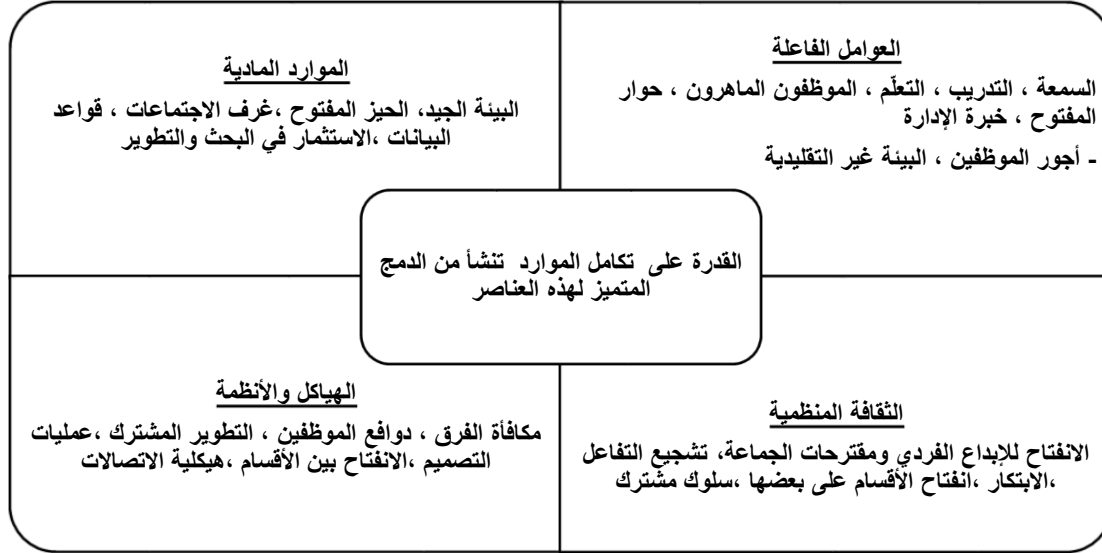 العوامل الفاعلة
السمعة ، التدريب ، التعلّم ، الموظفون الماهرون ، حوار
المفتوح ، خبرة الإدارة
- أجور الموظفين ، البيئة غير التقليدية
الموارد المادية
البيئة الجيد، الحيز المفتوح ،غرف الاجتماعات ، قواعد
البيانات ،الاستثمار في البحث والتطوير
القدرة على تكامل الموارد تنشأ من الدمج
المتميز لهذه العناصر
الثقافة المنظمية
الانفتاح للإبداع الفردي ومقترحات الجماعة، تشجيع التفاعل
،الابتكار ،انفتاح الأقسام على بعضها ،سلوك مشترك
الهياكل والأنظمة
مكافأة الفرق ، دوافع الموظفين ، التطوير المشترك ،عمليات
التصميم ،الانفتاح بين الأقسام ،هيكلية الاتصالات